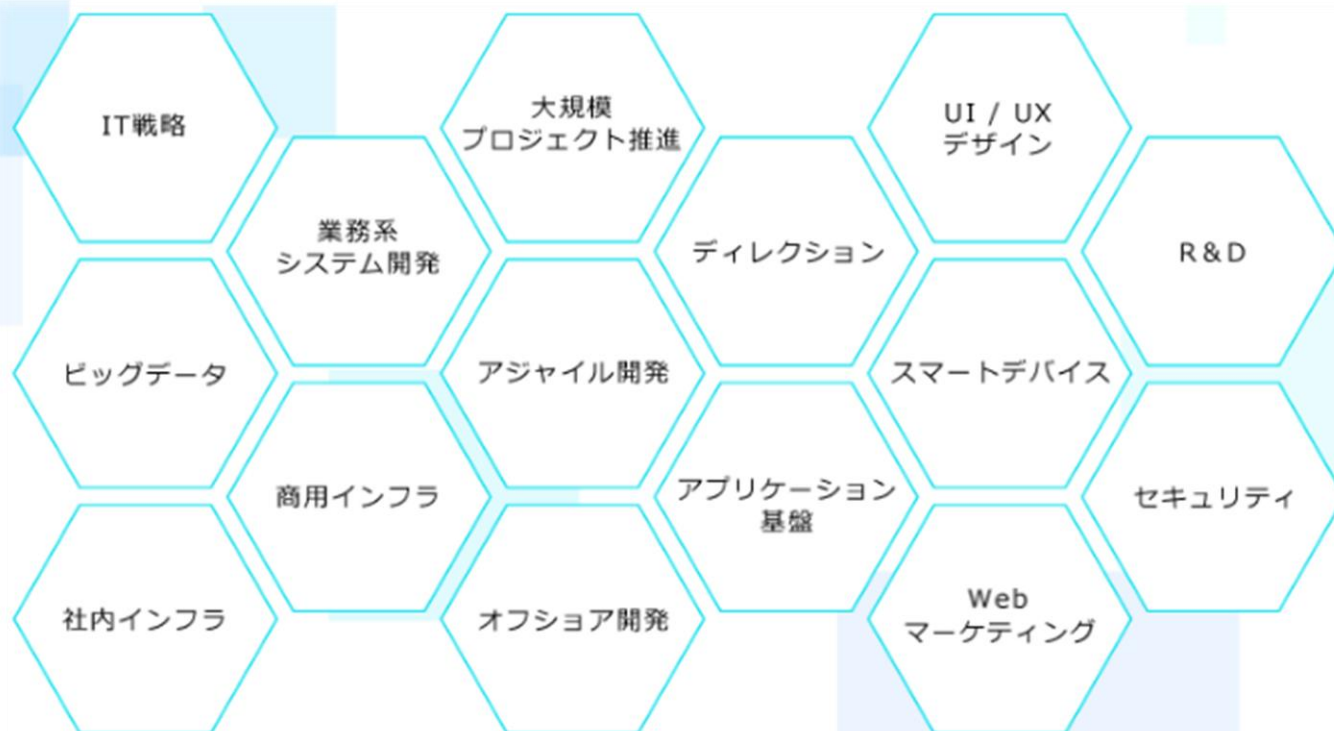 IT戦略
大規模
プロジェクト推進
UI / UX
デザイン
業務系
システム開発
ディレクション
R&D
ビッグデータ
アジャイル開発
スマートデバイス
商用インフラ
アプリケーション
基盤
セキュリティ
社内インフラ
オフショア開発
Web
マーケティング